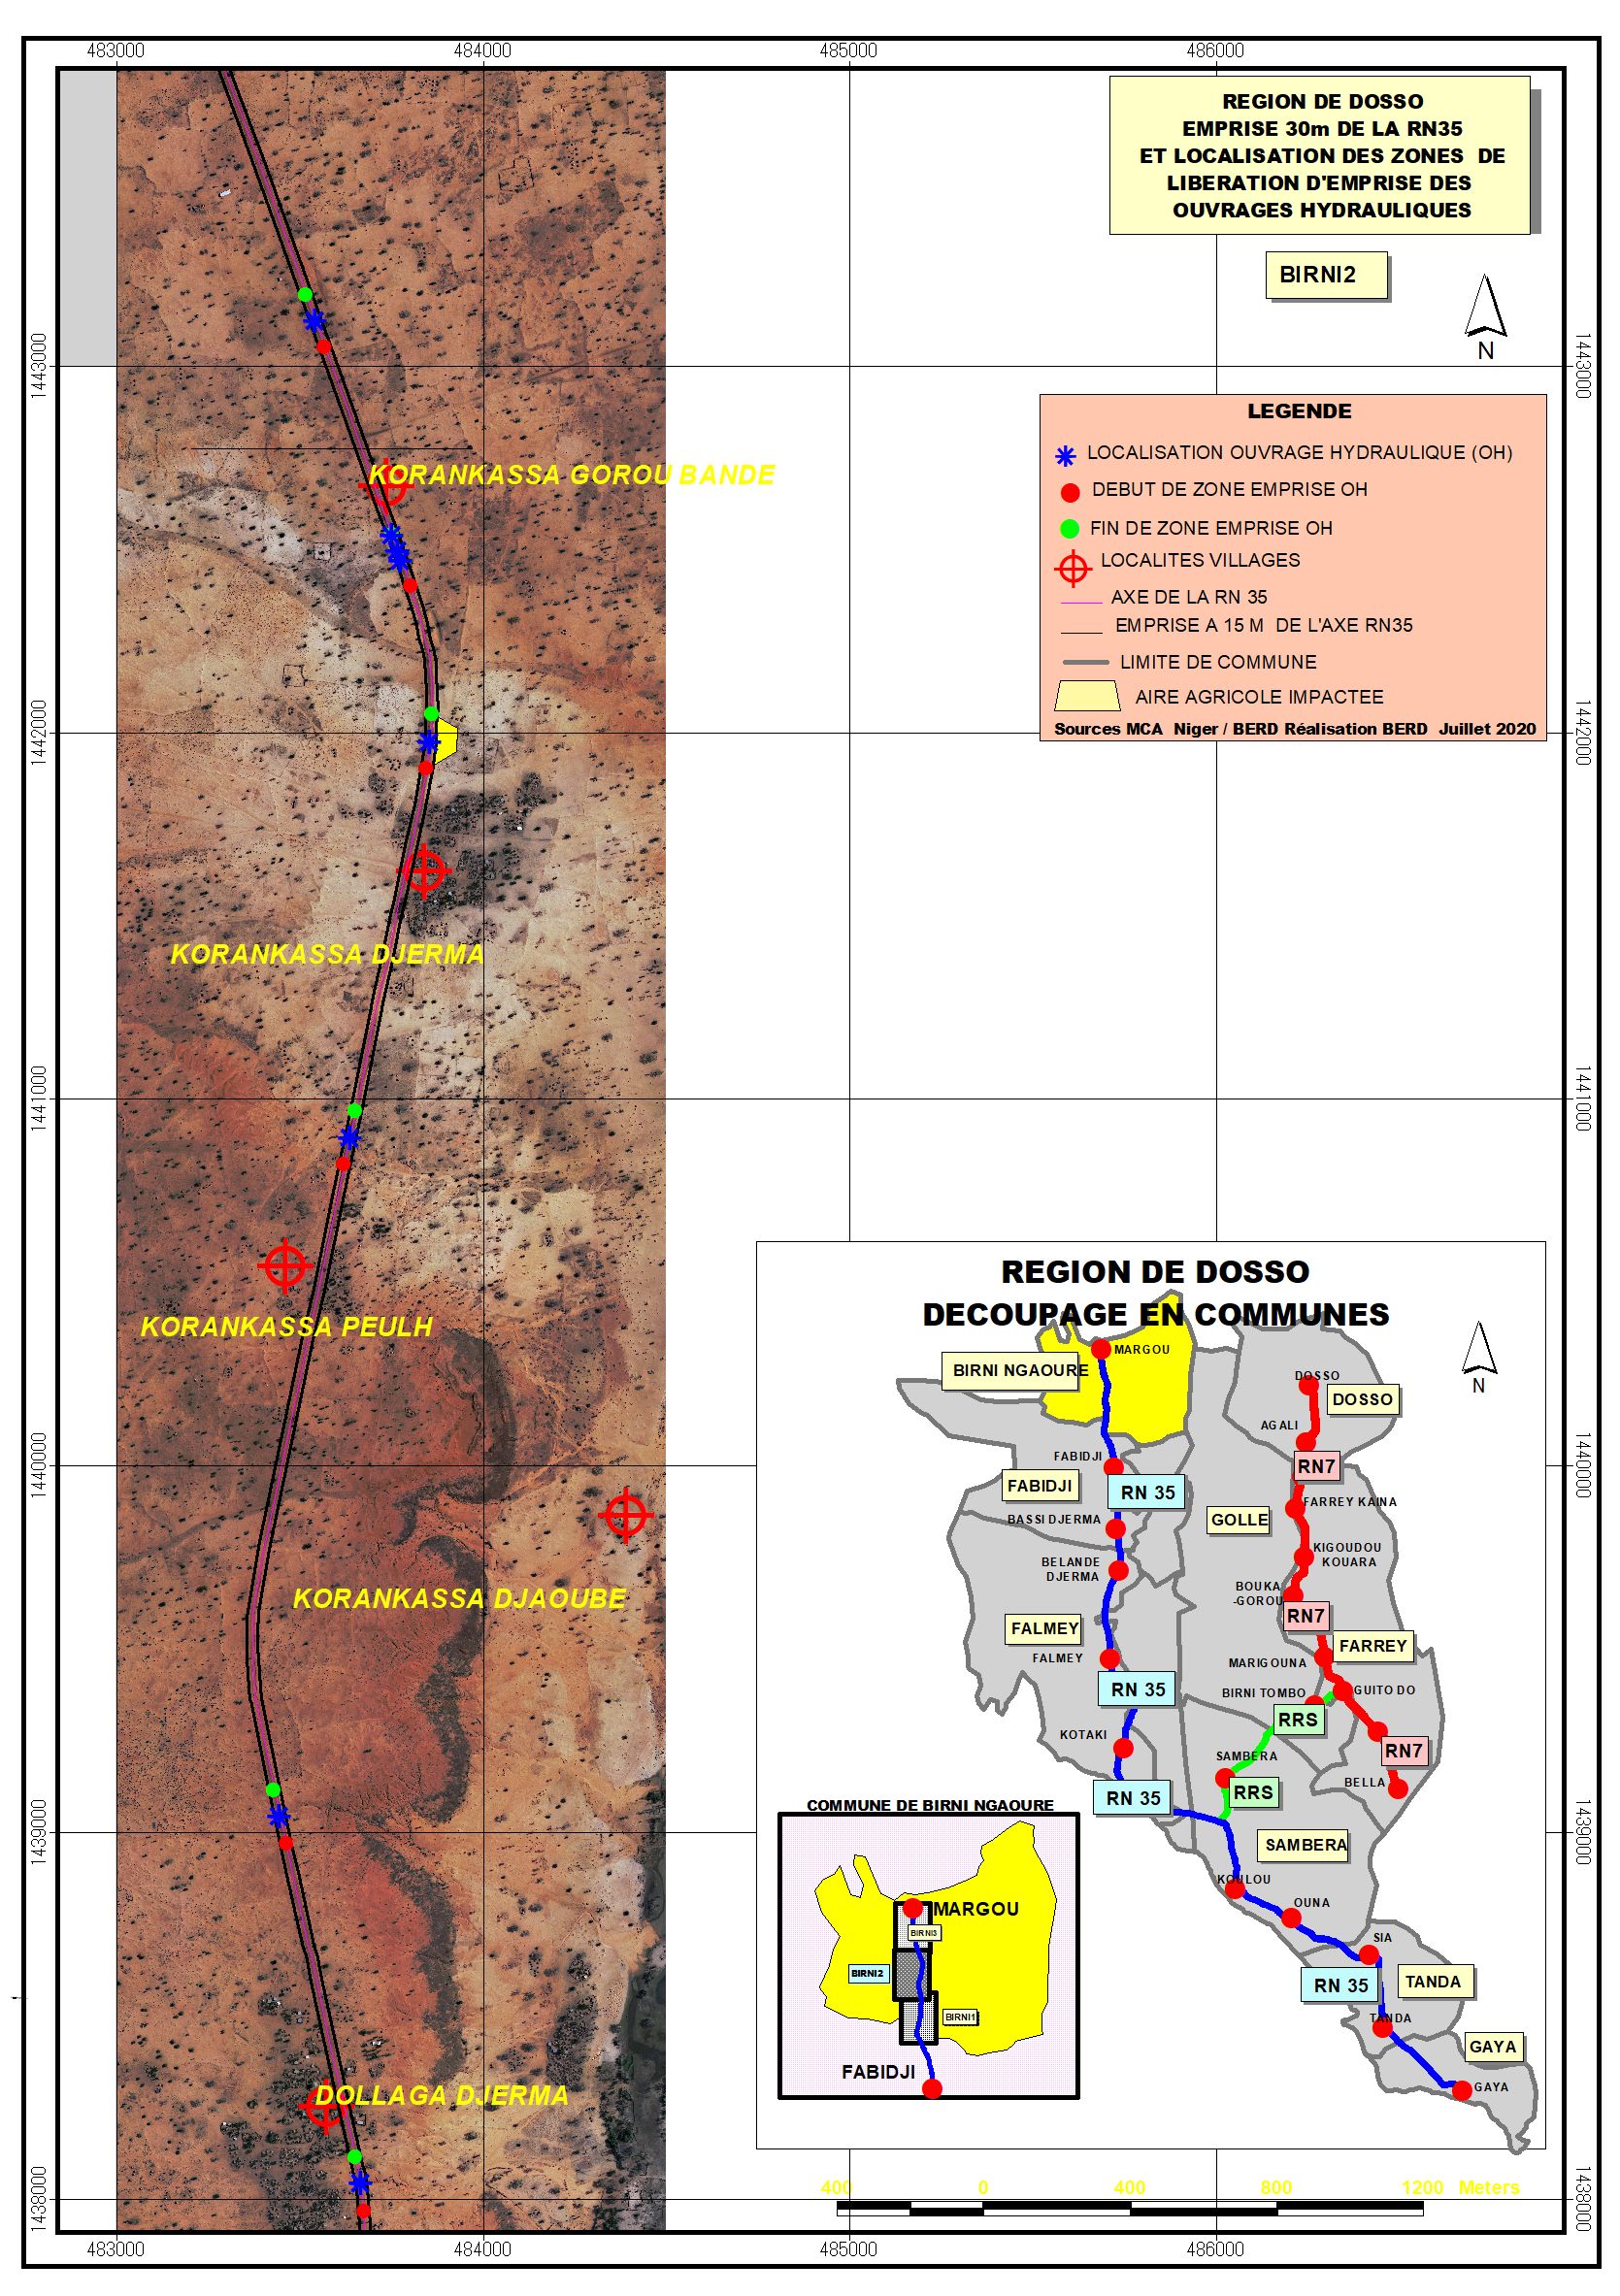 483000
484000
485000
486000
REGION DE DOSSO
EMPRISE 30m DE LA RN35
ET LOCALISATION DES ZONES DE
LIBERATION D'EMPRISE DES
OUVRAGES HYDRAULIQUES
BIRNI2
N
1443000
1443000
LEGENDE
LOCALISATION OUVRAGE HYDRAULIQUE (OH)
DEBUT DE ZONE EMPRISE OH
FIN DE ZONE EMPRISE OH
LOCALITES VILLAGES
AXE DE LA RN 35
EMPRISE A 15 M DE L'AXE RN35
LIMITE DE COMMUNE
AIRE AGRICOLE IMPACTEE
Sources MCA Niger / BERD Réalisation BERD Juillet 2020
KORANKASSA GOROU BANDE
1442000
1442000
KORANKASSA DJERMA
1441000
1441000
KORANKASSA PEULH
1440000
1440000
KORANKASSA DJAOUBE
1439000
1439000
DOLLAGA DJERMA
1438000
1438000
REGION DE DOSSO
DECOUPAGE EN COMMUNES
N
MARGOU
BIRNI NGAOURE
DOSSO
DOSSO
AGALI
RN7
FABIDJI
FABIDJI
RN 35
FARREY KAINA
GOLLE
BASSI DJERMA
KIGOUDOU
KOUARA
BELANDE
DJERMA
BOUKA
-GOROU
RN7
FALMEY
FALMEY
FARREY
MARIGOUNA
RN 35
BIRNI TOMBO
GUITO DO
RRS
KOTAKI
SAMBERA
RN7
BELLA
RRS
RN 35
SAMBERA
KOULOU
OUNA
SIA
RN 35
TANDA
TANDA
GAYA
GAYA
COMMUNE DE BIRNI NGAOURE
MARGOU
BIRNI3
BIRNI2
BIRNI1
FABIDJI
400
0
400
800
1200 Meters
483000
484000
485000
486000